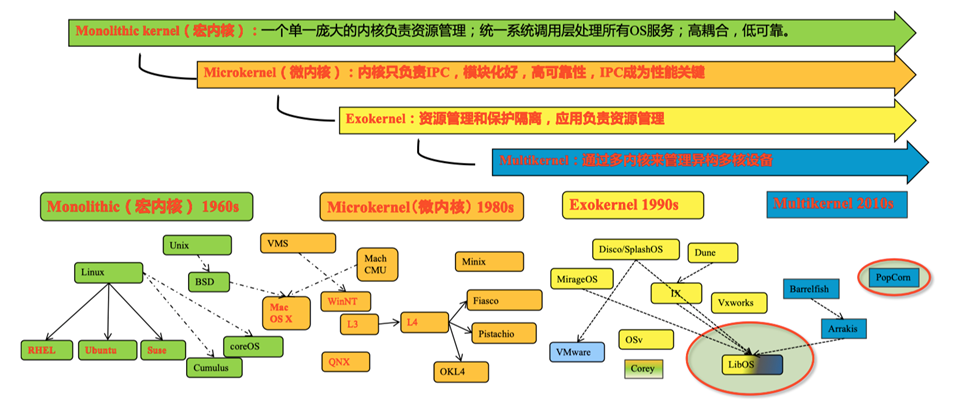 Monolithic kernel（宏内核）：一个单一庞大的内核负责资源管理；统一系统调用层处理所有OS服务；高耦合，低可靠。
Microkernel（微内核）：内核只负责IPC，模块化好，高可靠性，IPC成为性能关键
Exokernel：资源管理和保护隔离，应用负责资源管理
Multikernel：通过多内核来管理异构多核设备
Monolithic（宏内核）1960s
Microkernel（微内核）1980s
Exokernel 1990s
Multikernel 2010s
Unix
Linux
BSD
RHEL
Ubuntu
Suse
coreOS
Cumulus
VMS
Mach
CMU
Minix
Mac
OS X
WinNT
L3
L4
Fiasco
Pistachio
QNX
OKL4
Disco/SplashOS
Dune
MirageOS
IX
Vxworks
VMware
OSv
Corey
LibOS
Barrelfish
Arrakis
PopCorn